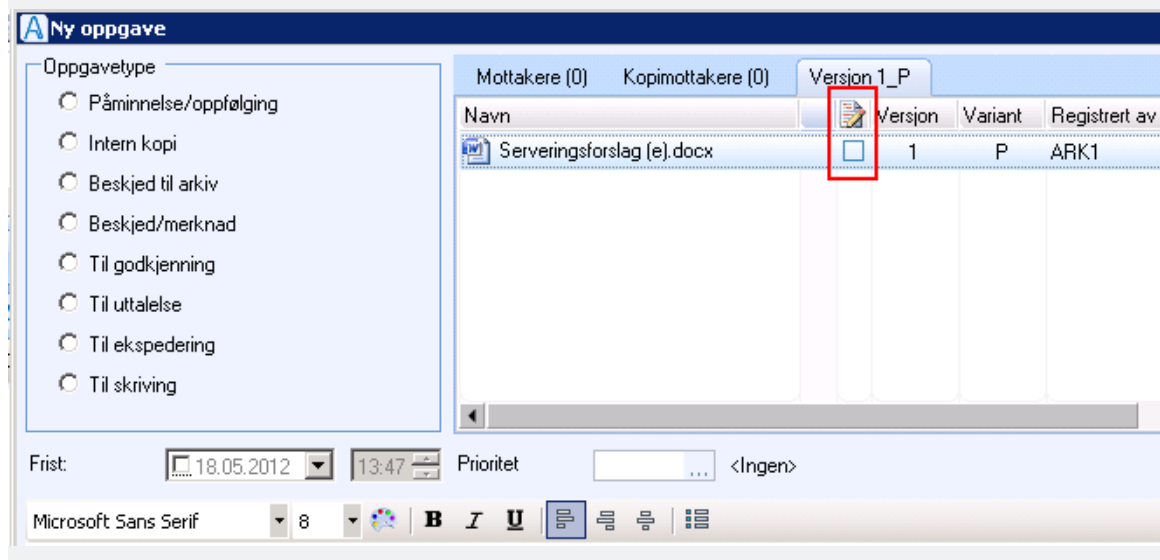 Ny oppgave
Oppgavetype
Påminnelse/oppfølging
Intern kopi
Beskjed til arkiv
Beskjed/merknad
Til godkjenning
Til uttalelse
Til ekspedering
Til skriving
Mottakere (0) Kopimottakere (0) Versjon 1_P
Navn Versjon Variant Registrert av
Serveringsforslag (e).docx 1 P ARK1
Frist: 18.05.2012 13:47 Prioritet ... <Ingen>
Microsoft Sans Serif 8 B I U